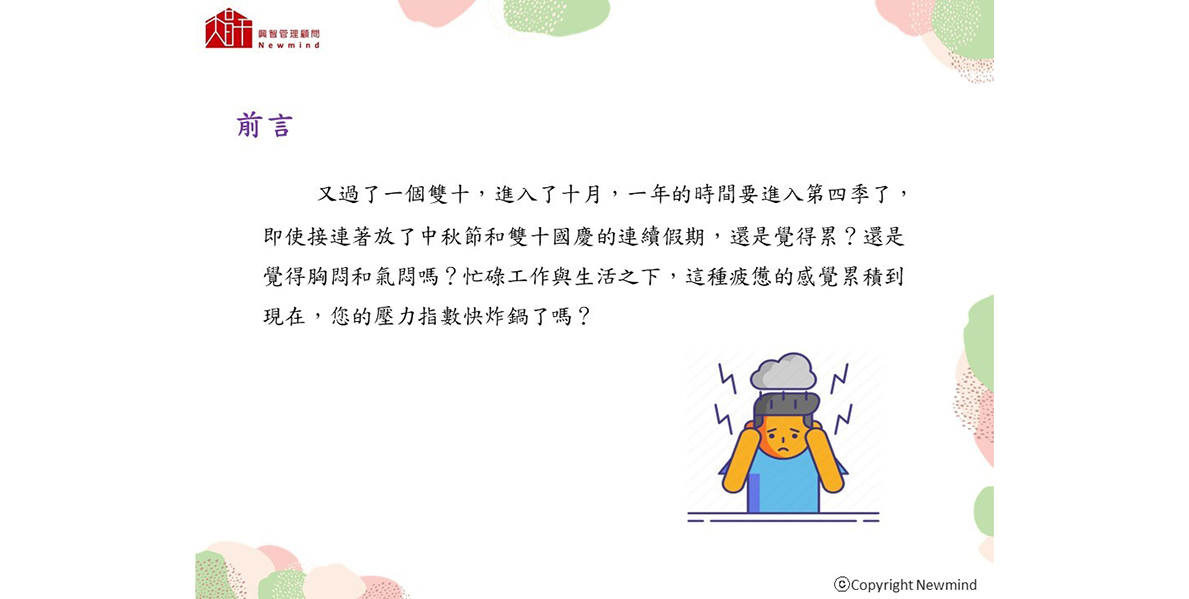 興智管理顧問
Newmind
前言
又過了一個雙十，進入了十月，一年的時間要進入第四季了，
即使接連著放了中秋節和雙十國慶的連續假期，還是覺得累？還是
覺得胸悶和氣悶嗎？忙碌工作與生活之下，這種疲憊的感覺累積到
現在，您的壓力指數快炸鍋了嗎？
ⓒCopyright Newmind